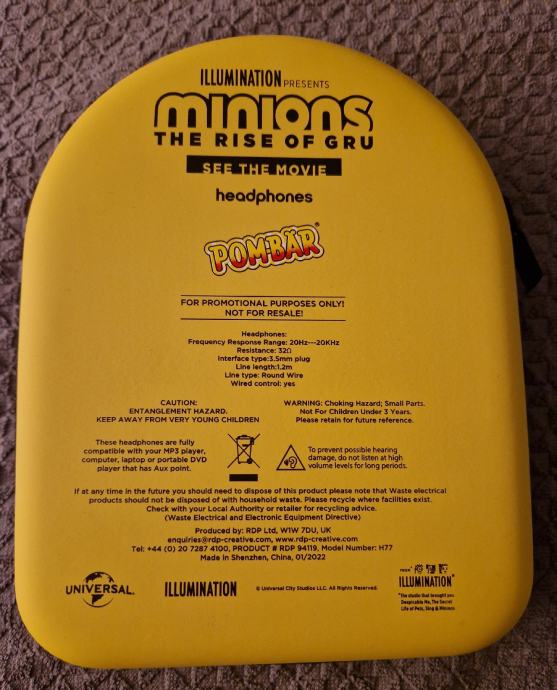 ILLUMINATION PRESENTS
minions
THE RISE OF GRU
SEE THE MOVIE
headphones
POM-BÄR®
FOR PROMOTIONAL PURPOSES ONLY!
NOT FOR RESALE!
Headphones:
Frequency Response Range: 20Hz---20KHz
Resistance: 32Ω
Interface type:3.5mm plug
Line length:1.2m
Line type: Round Wire
Wired control: yes
CAUTION:
ENTANGLEMENT HAZARD.
KEEP AWAY FROM VERY YOUNG CHILDREN
WARNING: Choking Hazard; Small Parts.
Not For Children Under 3 Years.
Please retain for future reference.
These headphones are fully
compatible with your MP3 player,
computer, laptop or portable DVD
player that has Aux point.
To prevent possible hearing
damage, do not listen at high
volume levels for long periods.
If at any time in the future you should need to dispose of this product please note that Waste electrical
products should not be disposed of with household waste. Please recycle where facilities exist.
Check with your Local Authority or retailer for recycling advice.
(Waste Electrical and Electronic Equipment Directive)
Produced by: RDP Ltd, W1W 7DU, UK
enquiries@rdp-creative.com, www.rdp-creative.com
Tel: +44 (0) 20 7287 4100, PRODUCT # RDP 94119, Model Number: H77
Made in Shenzhen, China, 01/2022
UNIVERSAL
ILLUMINATION
© Universal City Studios LLC. All Rights Reserved.
FROM
ILLUMINATION*
*The studio that brought you
Despicable Me, The Secret
Life of Pets, Sing & Minions